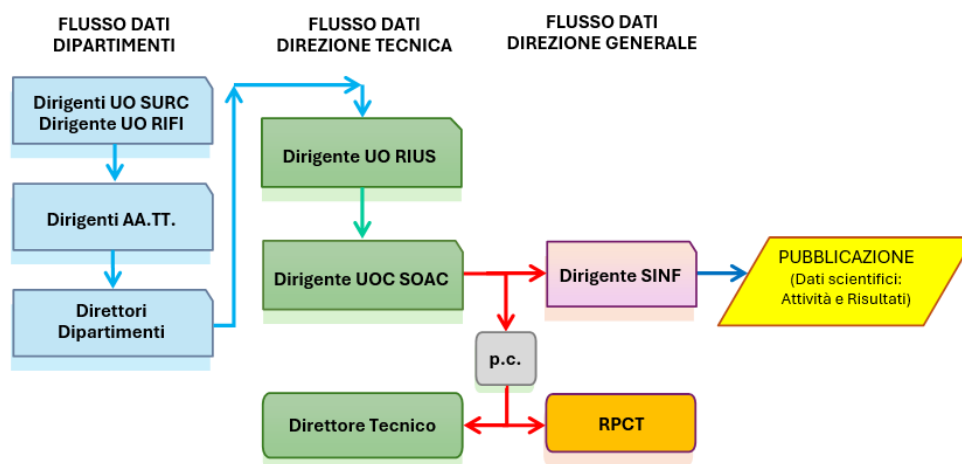 FLUSSO DATI
DIPARTIMENTI
FLUSSO DATI
DIREZIONE TECNICA
FLUSSO DATI
DIREZIONE GENERALE
Dirigenti UO SURC
Dirigente UO RIFI
Dirigente UO RIUS
Dirigenti AA.TT.
Dirigente UOC SOAC
Dirigente SINF
PUBBLICAZIONE
(Dati scientifici:
Attività e Risultati)
Direttori
Dipartimenti
p.c.
Direttore Tecnico
RPCT